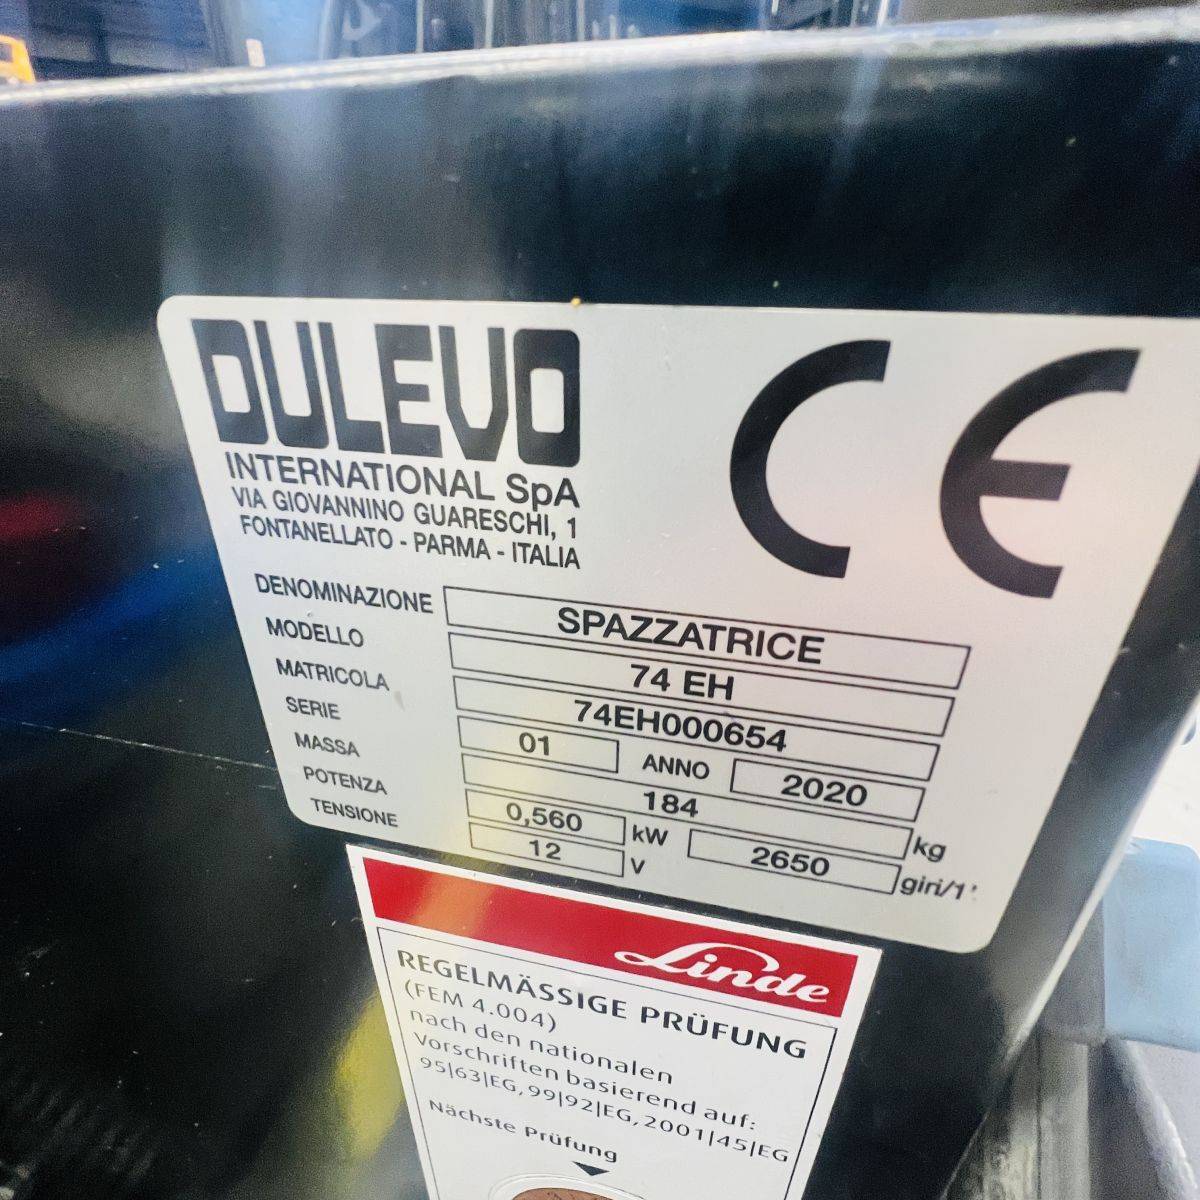 DULEVO
INTERNATIONAL SpA
VIA GIOVANNINO GUARESCHI, 1
FONTANELLATO - PARMA - ITALIA
CE
DENOMINAZIONE SPAZZATRICE
MODELLO 74 EH
MATRICOLA 74EH000654
SERIE 01 ANNO 2020
MASSA 184 kg
POTENZA 0,560 kW 2650 giri/1'
TENSIONE 12 V
Linde
REGELMÄSSIGE PRÜFUNG
(FEM 4.004)
nach den nationalen
Vorschriften basierend auf:
95|63|EG, 99|92|EG, 2001|45|EG
Nächste Prüfung